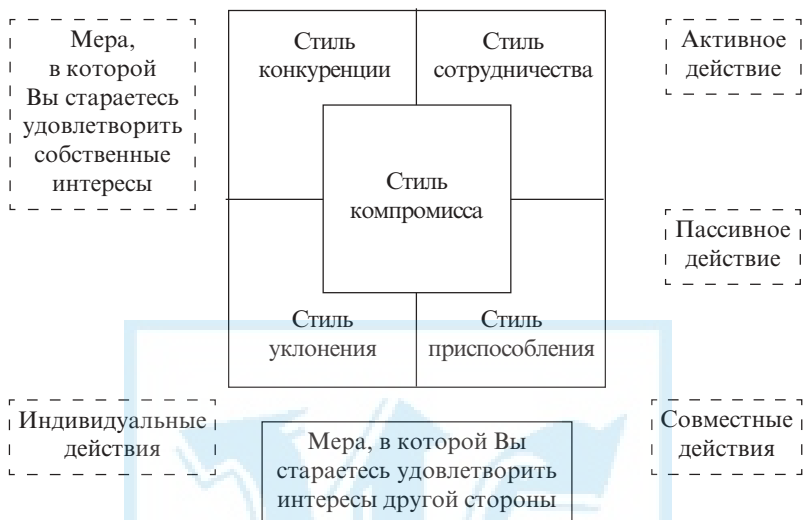 Мера,
в которой
Вы стараетесь
удовлетворить
собственные
интересы
Стиль
конкуренции
Стиль
сотрудничества
Активное
действие
Стиль
компромисса
Пассивное
действие
Стиль
уклонения
Стиль
приспособления
Индивидуальные
действия
Мера, в которой Вы
стараетесь удовлетворить
интересы другой стороны
Совместные
действия